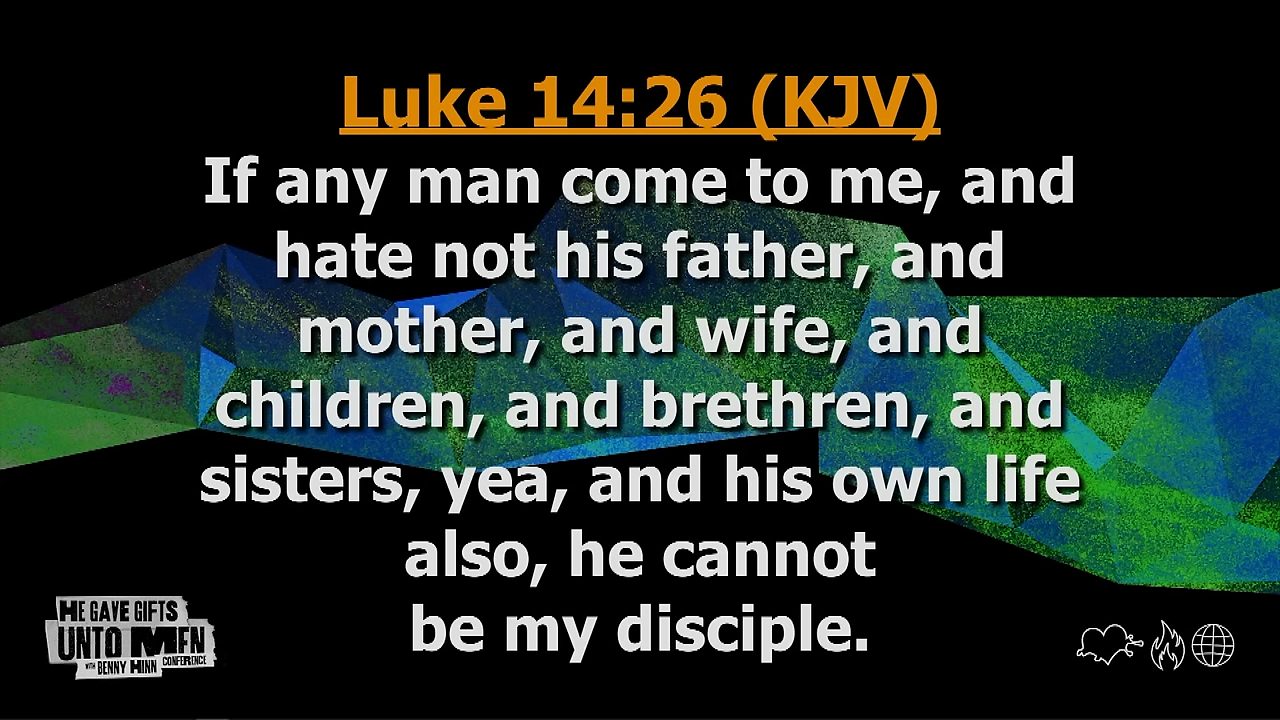 Luke 14:26 (KJV)
If any man come to me, and
hate not his father, and
mother, and wife, and
children, and brethren, and
sisters, yea, and his own life
also, he cannot
be my disciple.
HE GAVE GIFTS
UNTO MEN
WITH BENNY HINN CONFERENCE